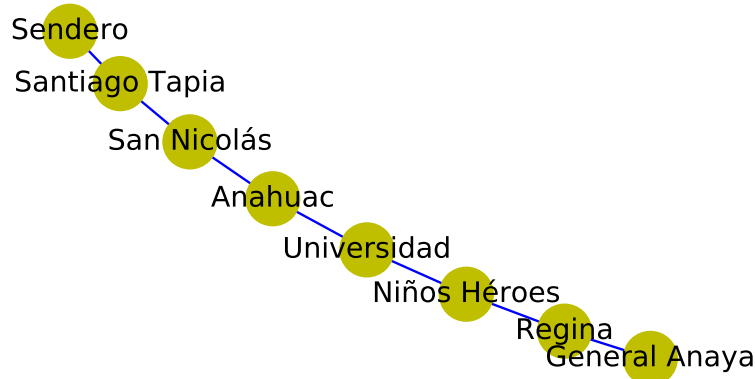 Sendero
Santiago Tapia
San Nicolás
Anahuac
Universidad
Niños Héroes
Regina
General Anaya